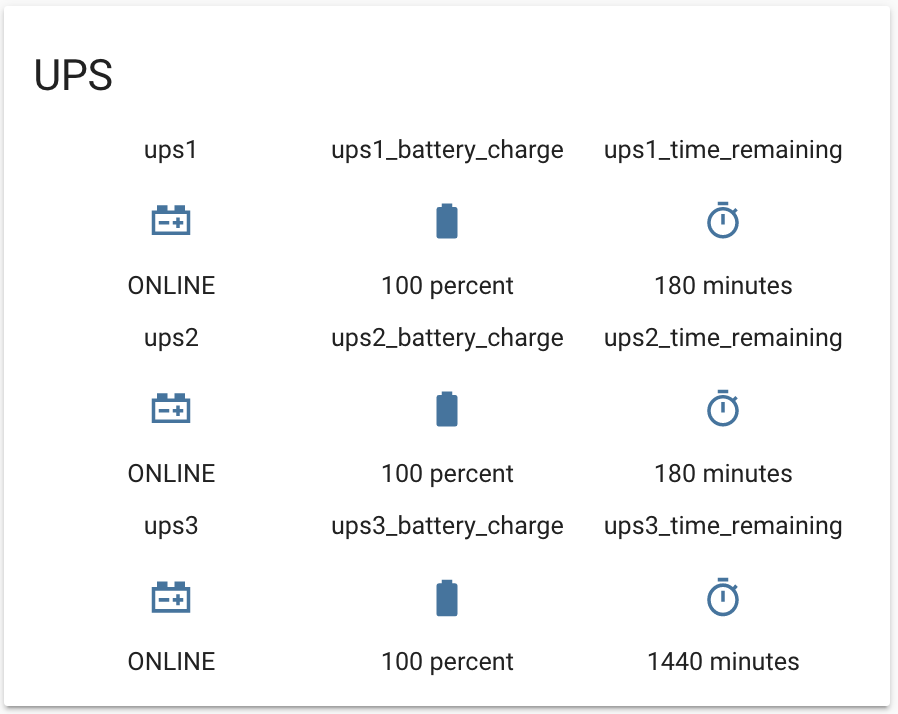 UPS
ups1 ups1_battery_charge ups1_time_remaining
ONLINE 100 percent 180 minutes
ups2 ups2_battery_charge ups2_time_remaining
ONLINE 100 percent 180 minutes
ups3 ups3_battery_charge ups3_time_remaining
ONLINE 100 percent 1440 minutes